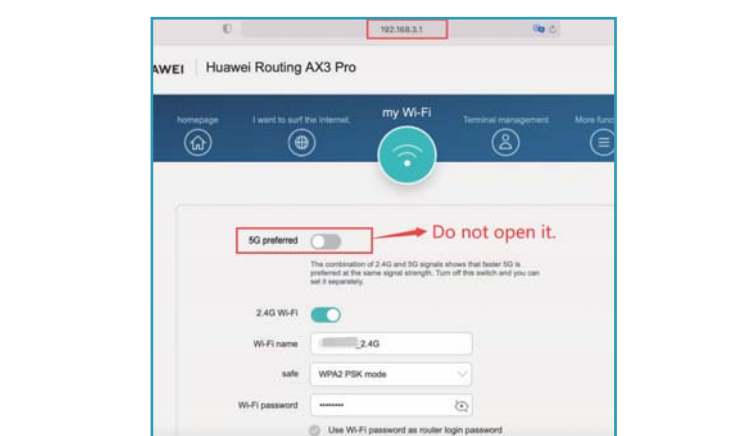 192.168.3.1
AWEI Huawei Routing AX3 Pro
homepage I want to surf the Internet. my Wi-Fi Terminal management More func
5G preferred Do not open it.
The combination of 2.4G and 5G signals shows that faster 5G is
preferred at the same signal strength. Turn off this switch and you can
set it separately.
2.4G Wi-Fi
Wi-Fi name _2.4G
safe WPA2 PSK mode
Wi-Fi password ••••••••
Use Wi-Fi password as router login password